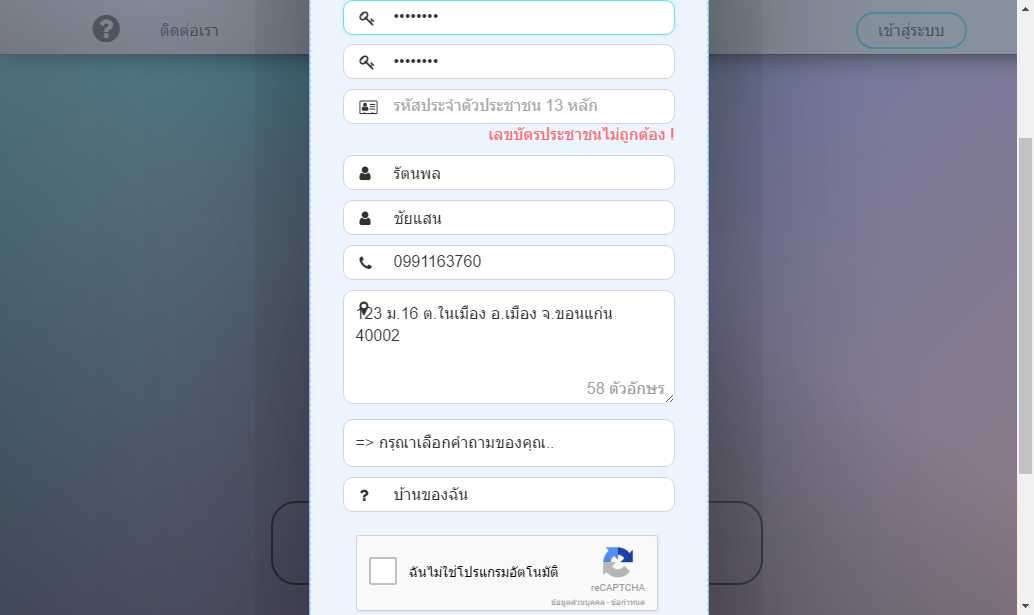 ติดต่อเรา
เข้าสู่ระบบ
••••••••
••••••••
รหัสประจำตัวประชาชน 13 หลัก
เลขบัตรประชาชนไม่ถูกต้อง !
รัตนพล
ชัยแสน
0991163760
123 ม.16 ต.ในเมือง อ.เมือง จ.ขอนแก่น
40002
58 ตัวอักษร
=> กรุณาเลือกคำถามของคุณ..
บ้านของฉัน
ฉันไม่ใช่โปรแกรมอัตโนมัติ
reCAPTCHA
ข้อมูลส่วนบุคคล - ข้อกำหนด